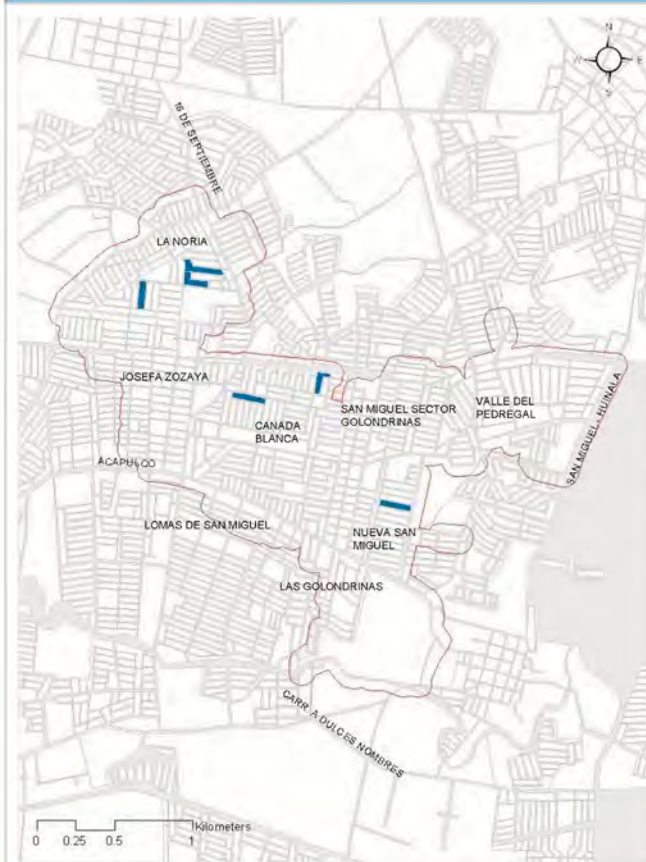 N
W E
S
16 DE SEPTIEMBRE
LA NORIA
JOSEFA ZOZAYA
SAN MIGUEL SECTOR
GOLONDRINAS
VALLE DEL
PEDREGAL
SAN MIGUEL - HUINALA
CANADA
BLANCA
ACAPULCO
LOMAS DE SAN MIGUEL
NUEVA SAN
MIGUEL
LAS GOLONDRINAS
CARR. A DULCES NOMBRES
Kilometers
0 0.25 0.5 1